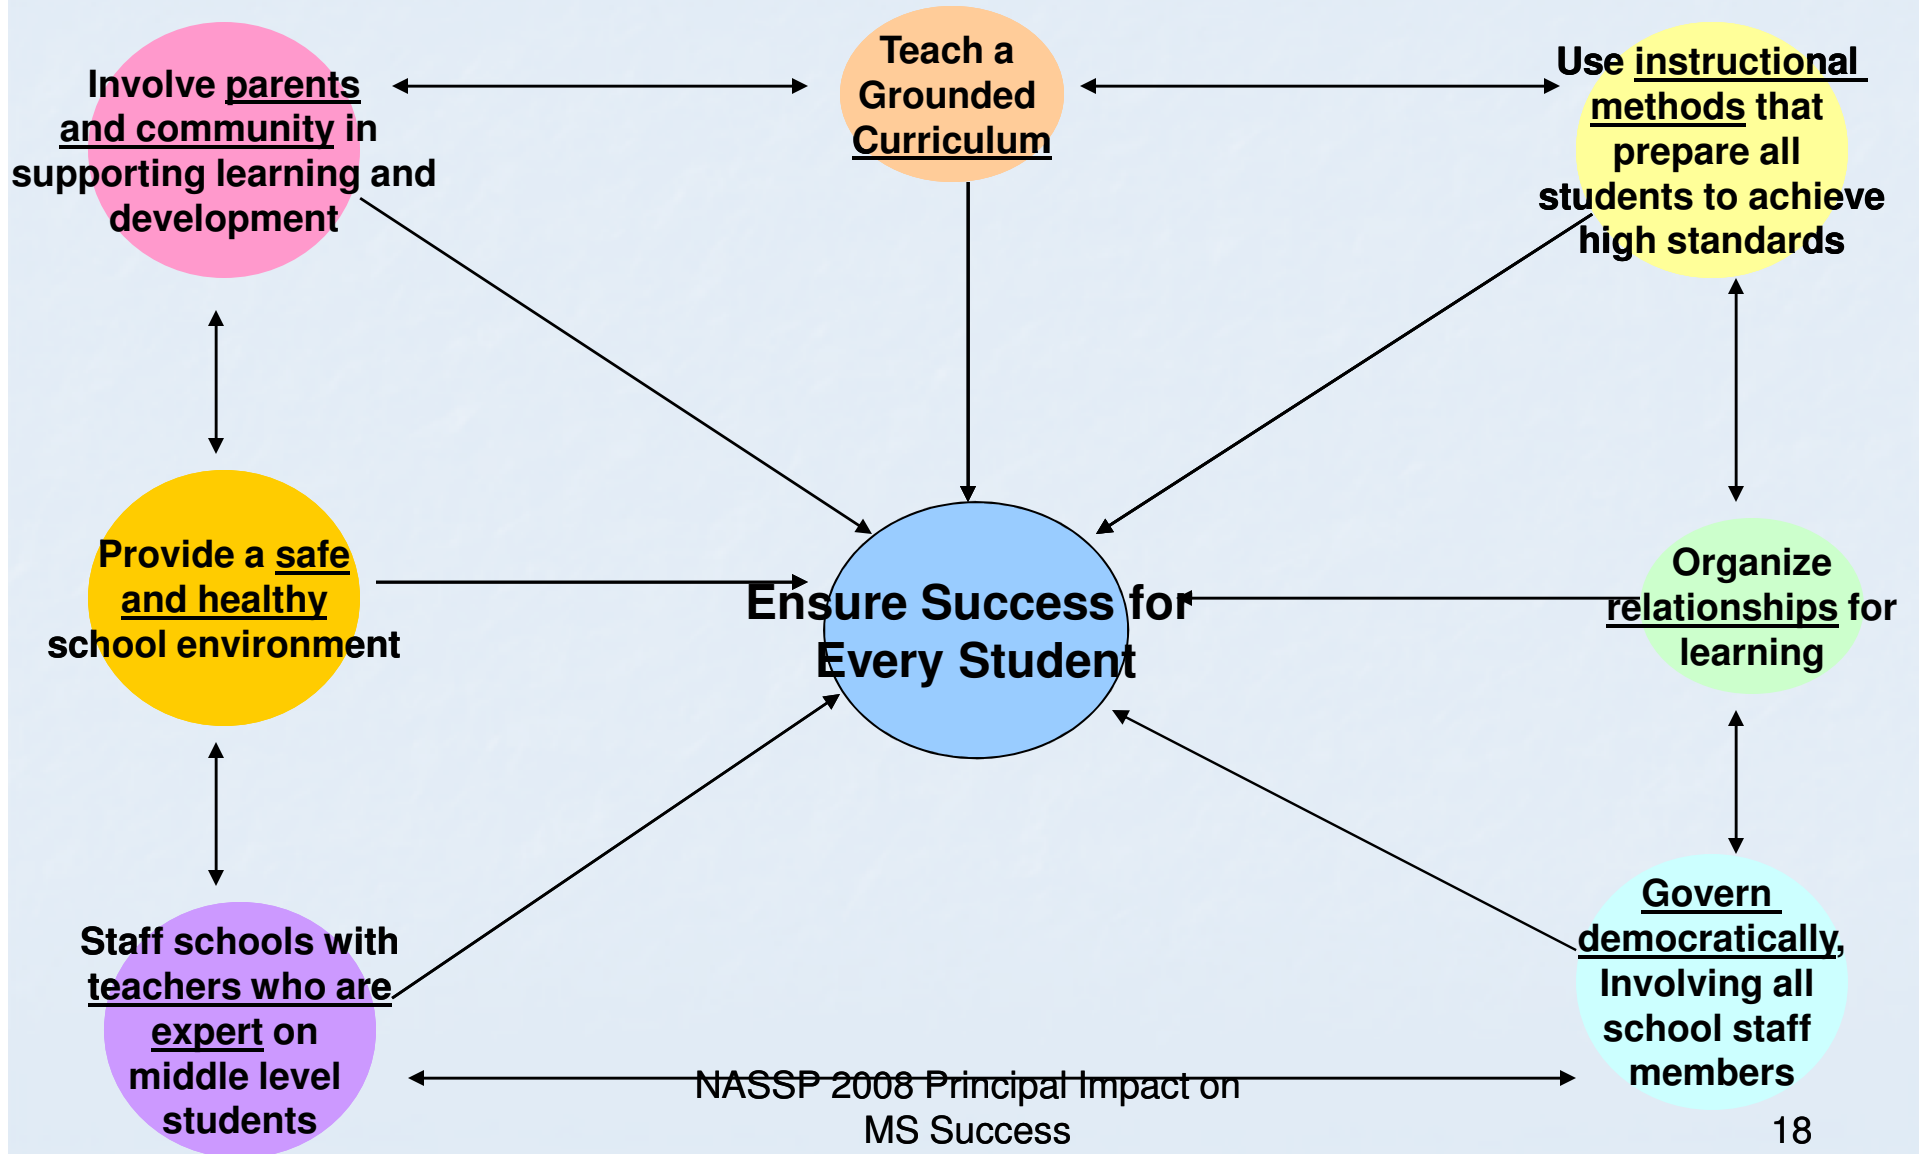 Involve parents
and community in
supporting learning and
development
Teach a
Grounded
Curriculum
Use instructional
methods that
prepare all
students to achieve
high standards
Provide a safe
and healthy
school environment
Ensure Success for
Every Student
Organize
relationships for
learning
Staff schools with
teachers who are
expert on
middle level
students
Govern
democratically,
Involving all
school staff
members
NASSP 2008 Principal Impact on
MS Success
18